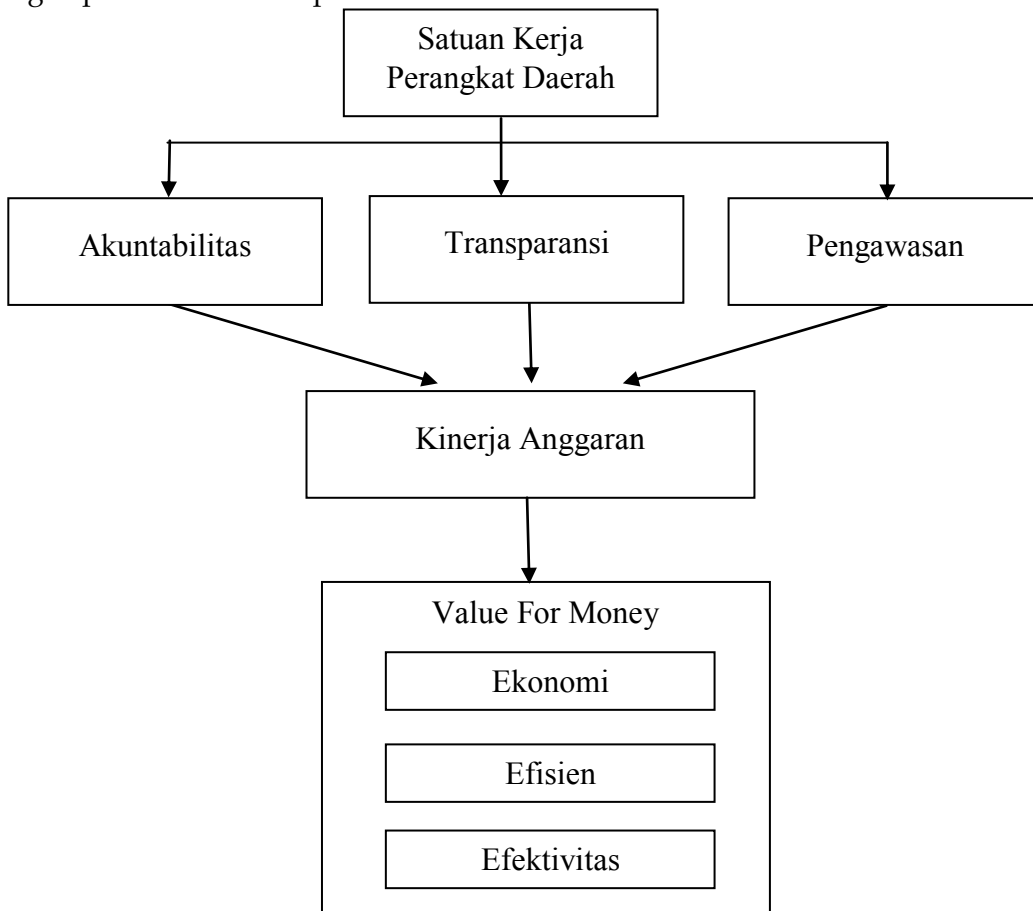 Satuan Kerja
Perangkat Daerah
Akuntabilitas
Transparansi
Pengawasan
Kinerja Anggaran
Value For Money
Ekonomi
Efisien
Efektivitas